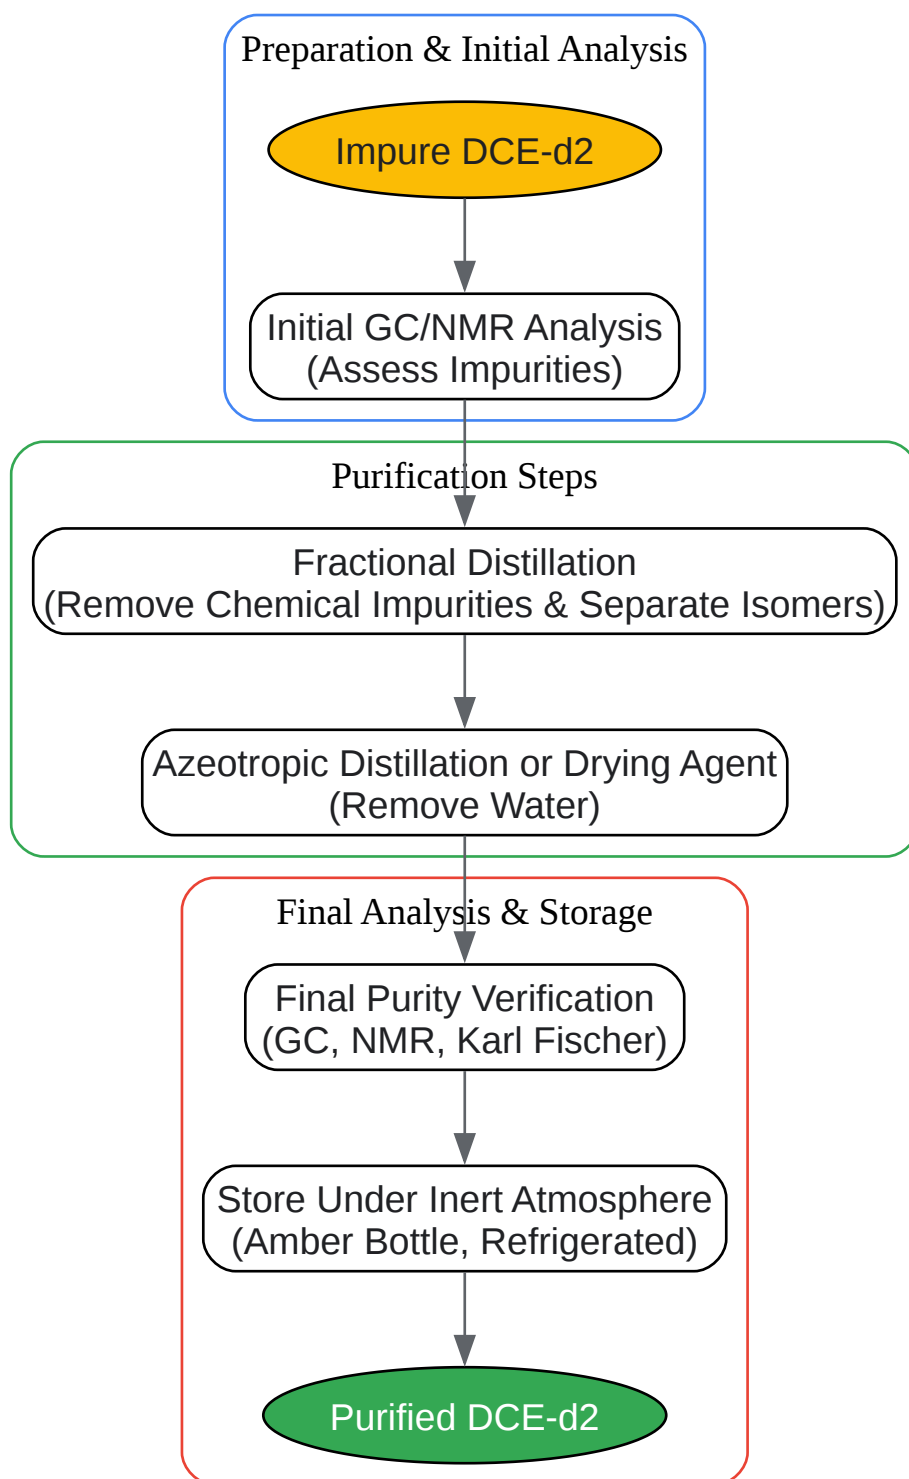 Preparation & Initial Analysis
Impure DCE-d2
Initial GC/NMR Analysis
(Assess Impurities)
Purification Steps
Fractional Distillation
(Remove Chemical Impurities & Separate Isomers)
Azeotropic Distillation or Drying Agent
(Remove Water)
Final Analysis & Storage
Final Purity Verification
(GC, NMR, Karl Fischer)
Store Under Inert Atmosphere
(Amber Bottle, Refrigerated)
Purified DCE-d2